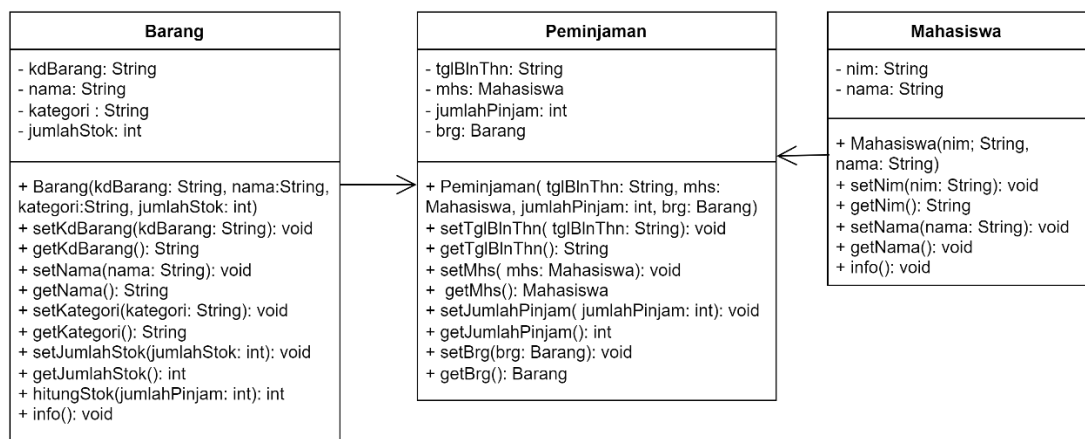 Barang
- kdBarang: String
- nama: String
- kategori : String
- jumlahStok: int
+ Barang(kdBarang: String, nama:String,
kategori:String, jumlahStok: int)
+ setKdBarang(kdBarang: String): void
+ getKdBarang(): String
+ setNama(nama: String): void
+ getNama(): String
+ setKategori(kategori: String): void
+ getKategori(): String
+ setJumlahStok(jumlahStok: int): void
+ getJumlahStok(): int
+ hitungStok(jumlahPinjam: int): int
+ info(): void
Peminjaman
- tglBlnThn: String
- mhs: Mahasiswa
- jumlahPinjam: int
- brg: Barang
+ Peminjaman( tglBlnThn: String, mhs:
Mahasiswa, jumlahPinjam: int, brg: Barang)
+ setTglBlnThn( tglBlnThn: String): void
+ getTglBlnThn(): String
+ setMhs( mhs: Mahasiswa): void
+ getMhs(): Mahasiswa
+ setJumlahPinjam( jumlahPinjam: int): void
+ getJumlahPinjam(): int
+ setBrg(brg: Barang): void
+ getBrg(): Barang
Mahasiswa
- nim: String
- nama: String
+ Mahasiswa(nim; String,
nama: String)
+ setNim(nim: String): void
+ getNim(): String
+ setNama(nama: String): void
+ getNama(): void
+ info(): void